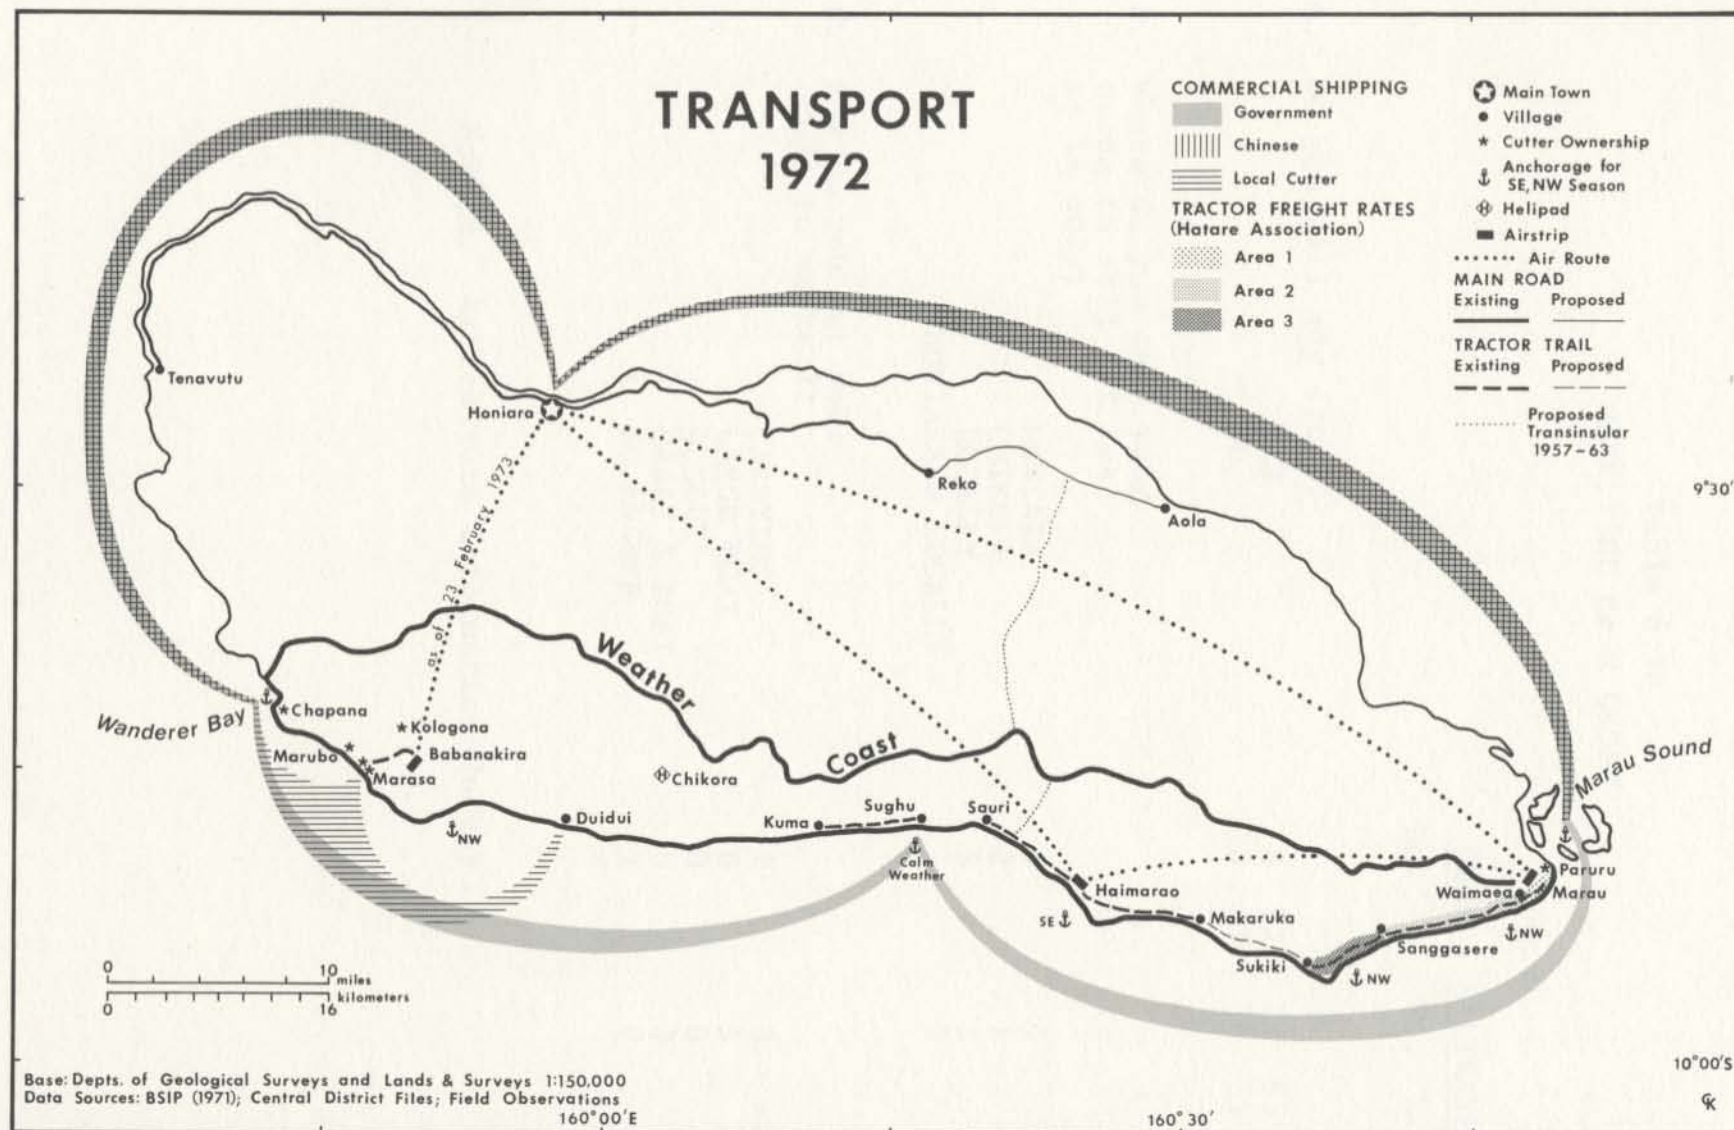 TRANSPORT
1972
COMMERCIAL SHIPPING
Government
Chinese
Local Cutter
TRACTOR FREIGHT RATES
(Hatare Association)
Area 1
Area 2
Area 3
Main Town
Village
Cutter Ownership
Anchorage for
SE, NW Season
Helipad
Airstrip
Air Route
MAIN ROAD
Existing Proposed
TRACTOR TRAIL
Existing Proposed
Proposed
Transinsular
1957-63
Tenavutu
Honiara
Reko
Aola
9°30'
as of 23 February 1973
Weather
Coast
Wanderer Bay
Chapana
Kologona
Marubo
Babanakira
Marasa
Chikora
NW
Duidui
Kuma
Sughu
Sauri
Calm
Weather
Haimarao
SE
Makaruka
Sukiki
NW
Sanggasere
NW
Waimaea
Paruru
Marau
Marau Sound
0 10
miles
kilometers
0 16
Base: Depts. of Geological Surveys and Lands & Surveys 1:150,000
Data Sources: BSIP (1971); Central District Files; Field Observations
160°00'E
160°30'
10°00'S